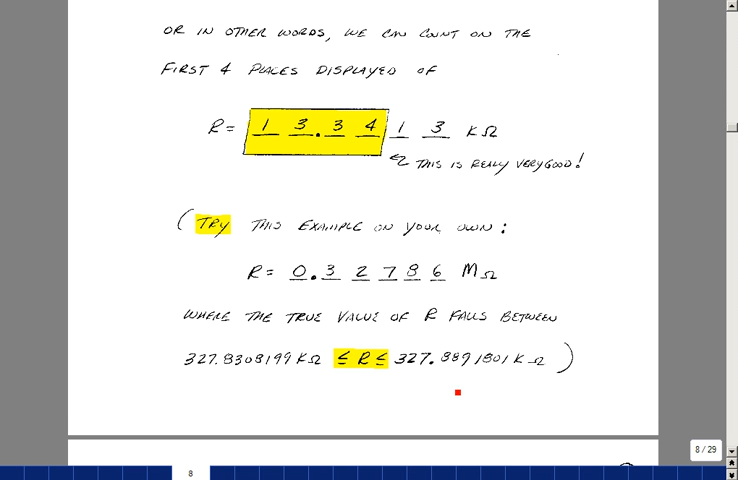 OR IN OTHER WORDS, WE CAN COUNT ON THE
FIRST 4 PLACES DISPLAYED OF
R = 1 3.3 4 1 3 KΩ
THIS IS REALLY VERY GOOD!
(TRY THIS EXAMPLE ON YOUR OWN:
R = 0.3 2 7 8 6 MΩ
WHERE THE TRUE VALUE OF R FALLS BETWEEN
327.8308199 KΩ ≤ R ≤ 327.8891801 KΩ)
8 / 29
8